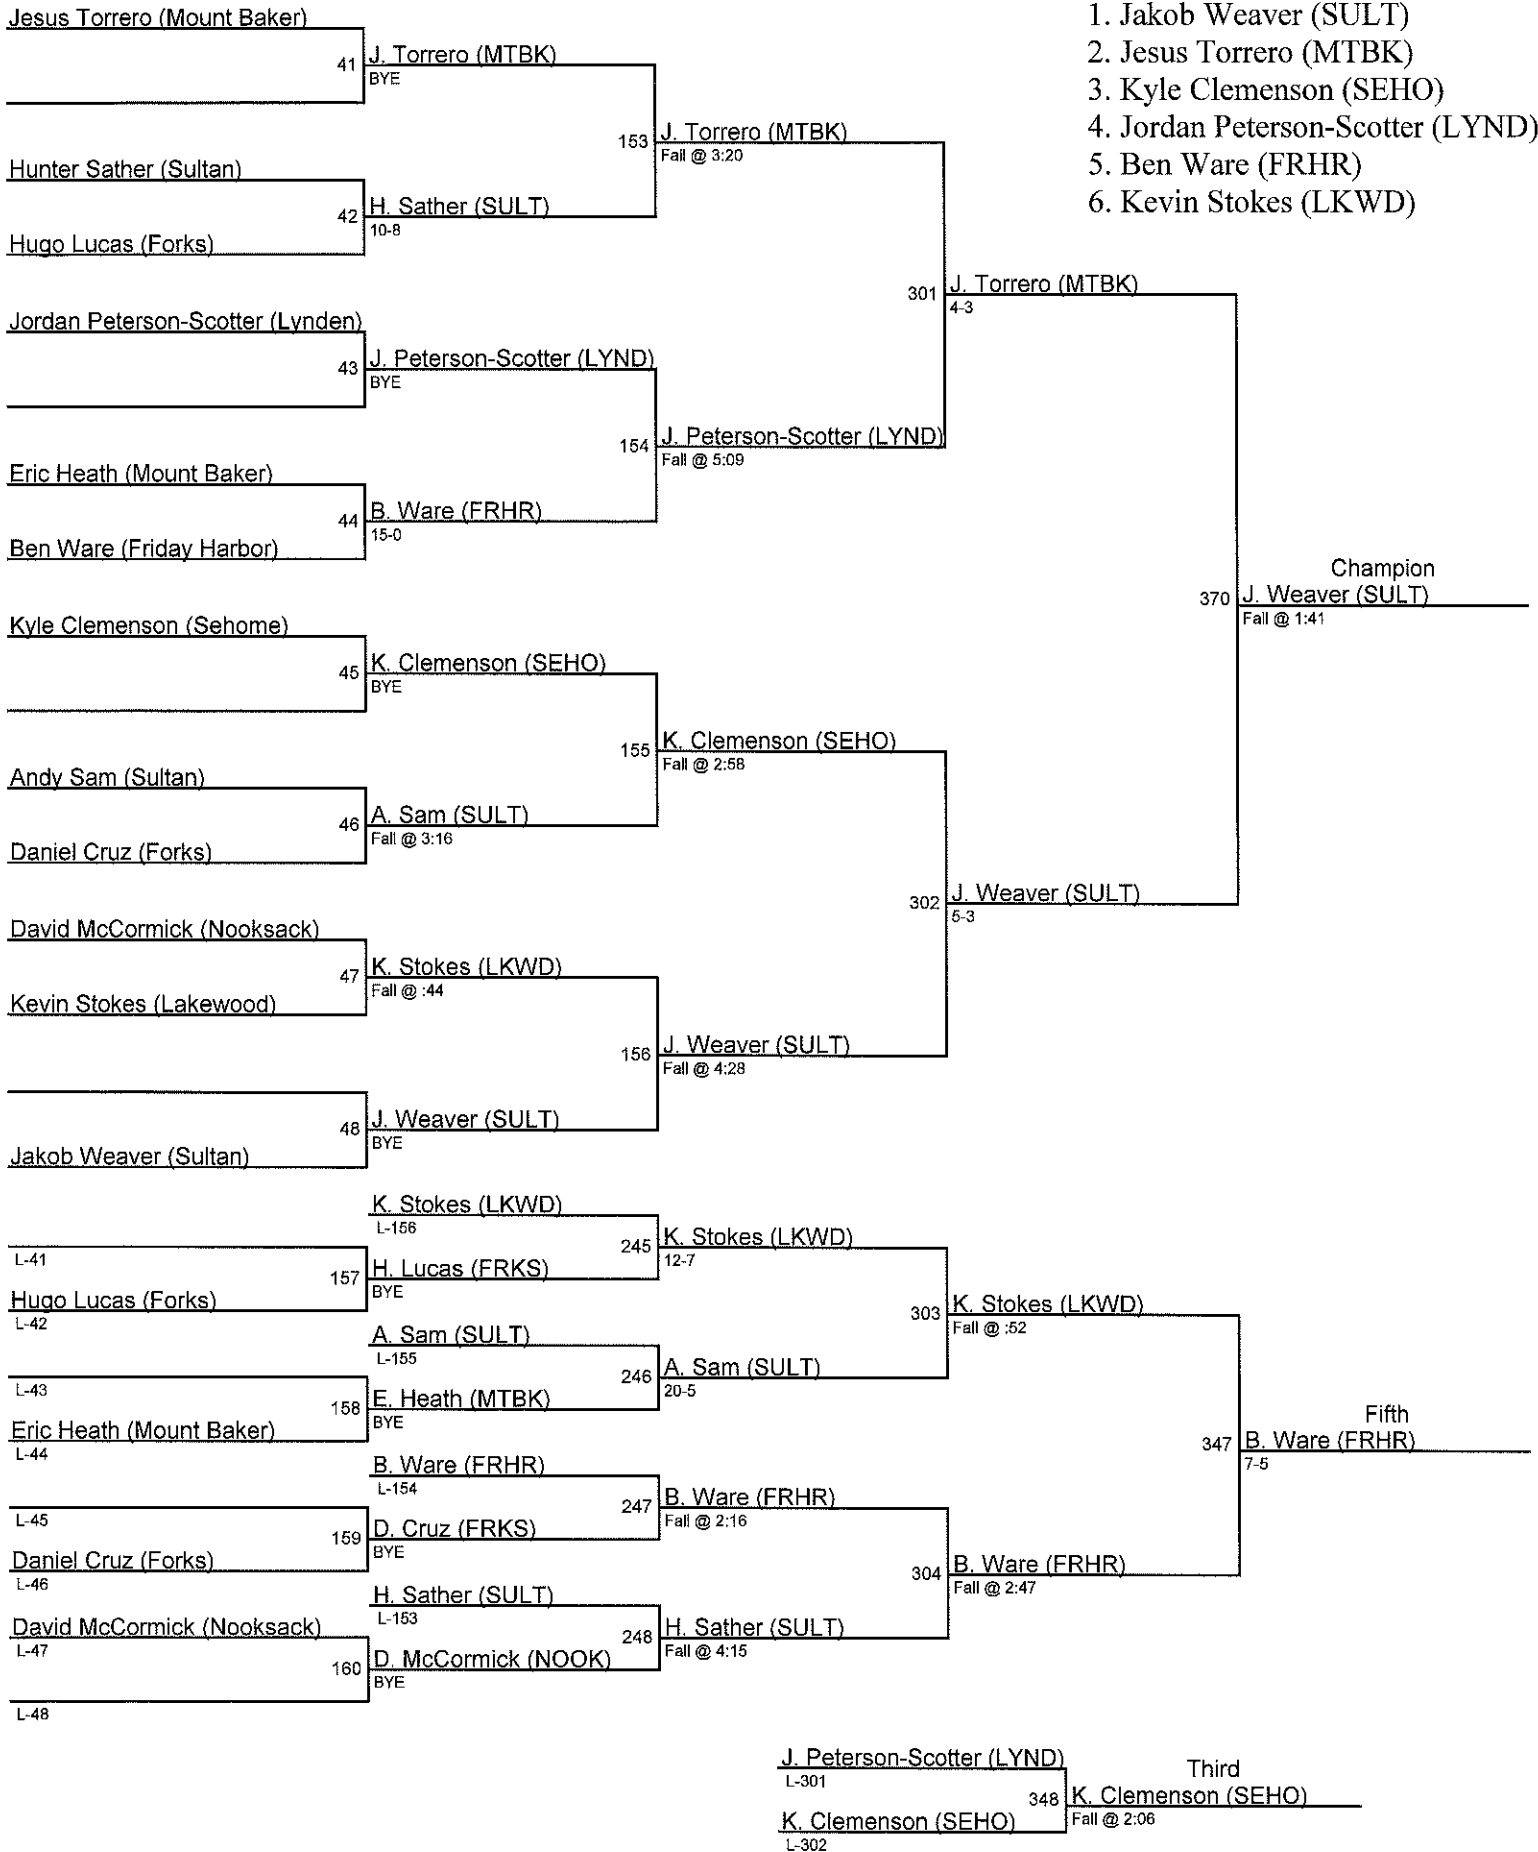 Jesus Torrero (Mount Baker)
41
J. Torrero (MTBK)
BYE
153
J. Torrero (MTBK)
Fall @ 3:20
Hunter Sather (Sultan)
42
H. Sather (SULT)
10-8
Hugo Lucas (Forks)
301
J. Torrero (MTBK)
4-3
Jordan Peterson-Scotter (Lynden)
43
J. Peterson-Scotter (LYND)
BYE
154
J. Peterson-Scotter (LYND)
Fall @ 5:09
Eric Heath (Mount Baker)
44
B. Ware (FRHR)
15-0
Ben Ware (Friday Harbor)
Champion
370
J. Weaver (SULT)
Fall @ 1:41
Kyle Clemenson (Sehome)
45
K. Clemenson (SEHO)
BYE
155
K. Clemenson (SEHO)
Fall @ 2:58
Andy Sam (Sultan)
46
A. Sam (SULT)
Fall @ 3:16
Daniel Cruz (Forks)
302
J. Weaver (SULT)
5-3
David McCormick (Nooksack)
47
K. Stokes (LKWD)
Fall @ :44
Kevin Stokes (Lakewood)
156
J. Weaver (SULT)
Fall @ 4:28
48
J. Weaver (SULT)
BYE
Jakob Weaver (Sultan)
1. Jakob Weaver (SULT)
2. Jesus Torrero (MTBK)
3. Kyle Clemenson (SEHO)
4. Jordan Peterson-Scotter (LYND)
5. Ben Ware (FRHR)
6. Kevin Stokes (LKWD)
K. Stokes (LKWD)
L-156
245
K. Stokes (LKWD)
12-7
L-41
157
H. Lucas (FRKS)
BYE
Hugo Lucas (Forks)
L-42
303
K. Stokes (LKWD)
Fall @ :52
A. Sam (SULT)
L-155
246
A. Sam (SULT)
20-5
L-43
158
E. Heath (MTBK)
BYE
Eric Heath (Mount Baker)
L-44
Fifth
347
B. Ware (FRHR)
7-5
B. Ware (FRHR)
L-154
247
B. Ware (FRHR)
Fall @ 2:16
L-45
159
D. Cruz (FRKS)
BYE
Daniel Cruz (Forks)
L-46
304
B. Ware (FRHR)
Fall @ 2:47
H. Sather (SULT)
L-153
248
H. Sather (SULT)
Fall @ 4:15
David McCormick (Nooksack)
L-47
160
D. McCormick (NOOK)
BYE
L-48
J. Peterson-Scotter (LYND)
L-301
Third
348
K. Clemenson (SEHO)
Fall @ 2:06
K. Clemenson (SEHO)
L-302